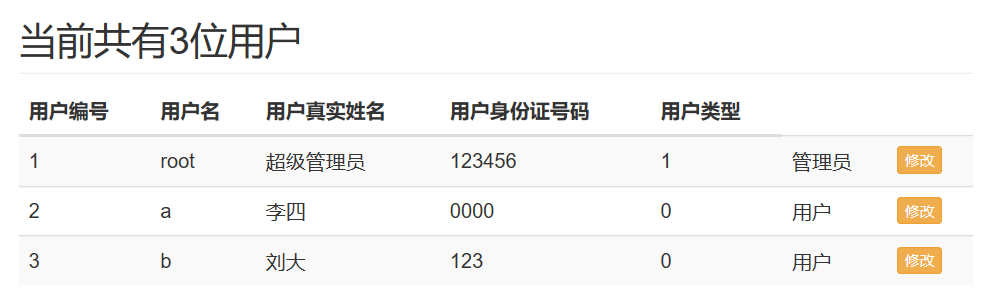 当前共有3位用户
用户编号 用户名 用户真实姓名 用户身份证号码 用户类型
1 root 超级管理员 123456 1 管理员 修改
2 a 李四 0000 0 用户 修改
3 b 刘大 123 0 用户 修改